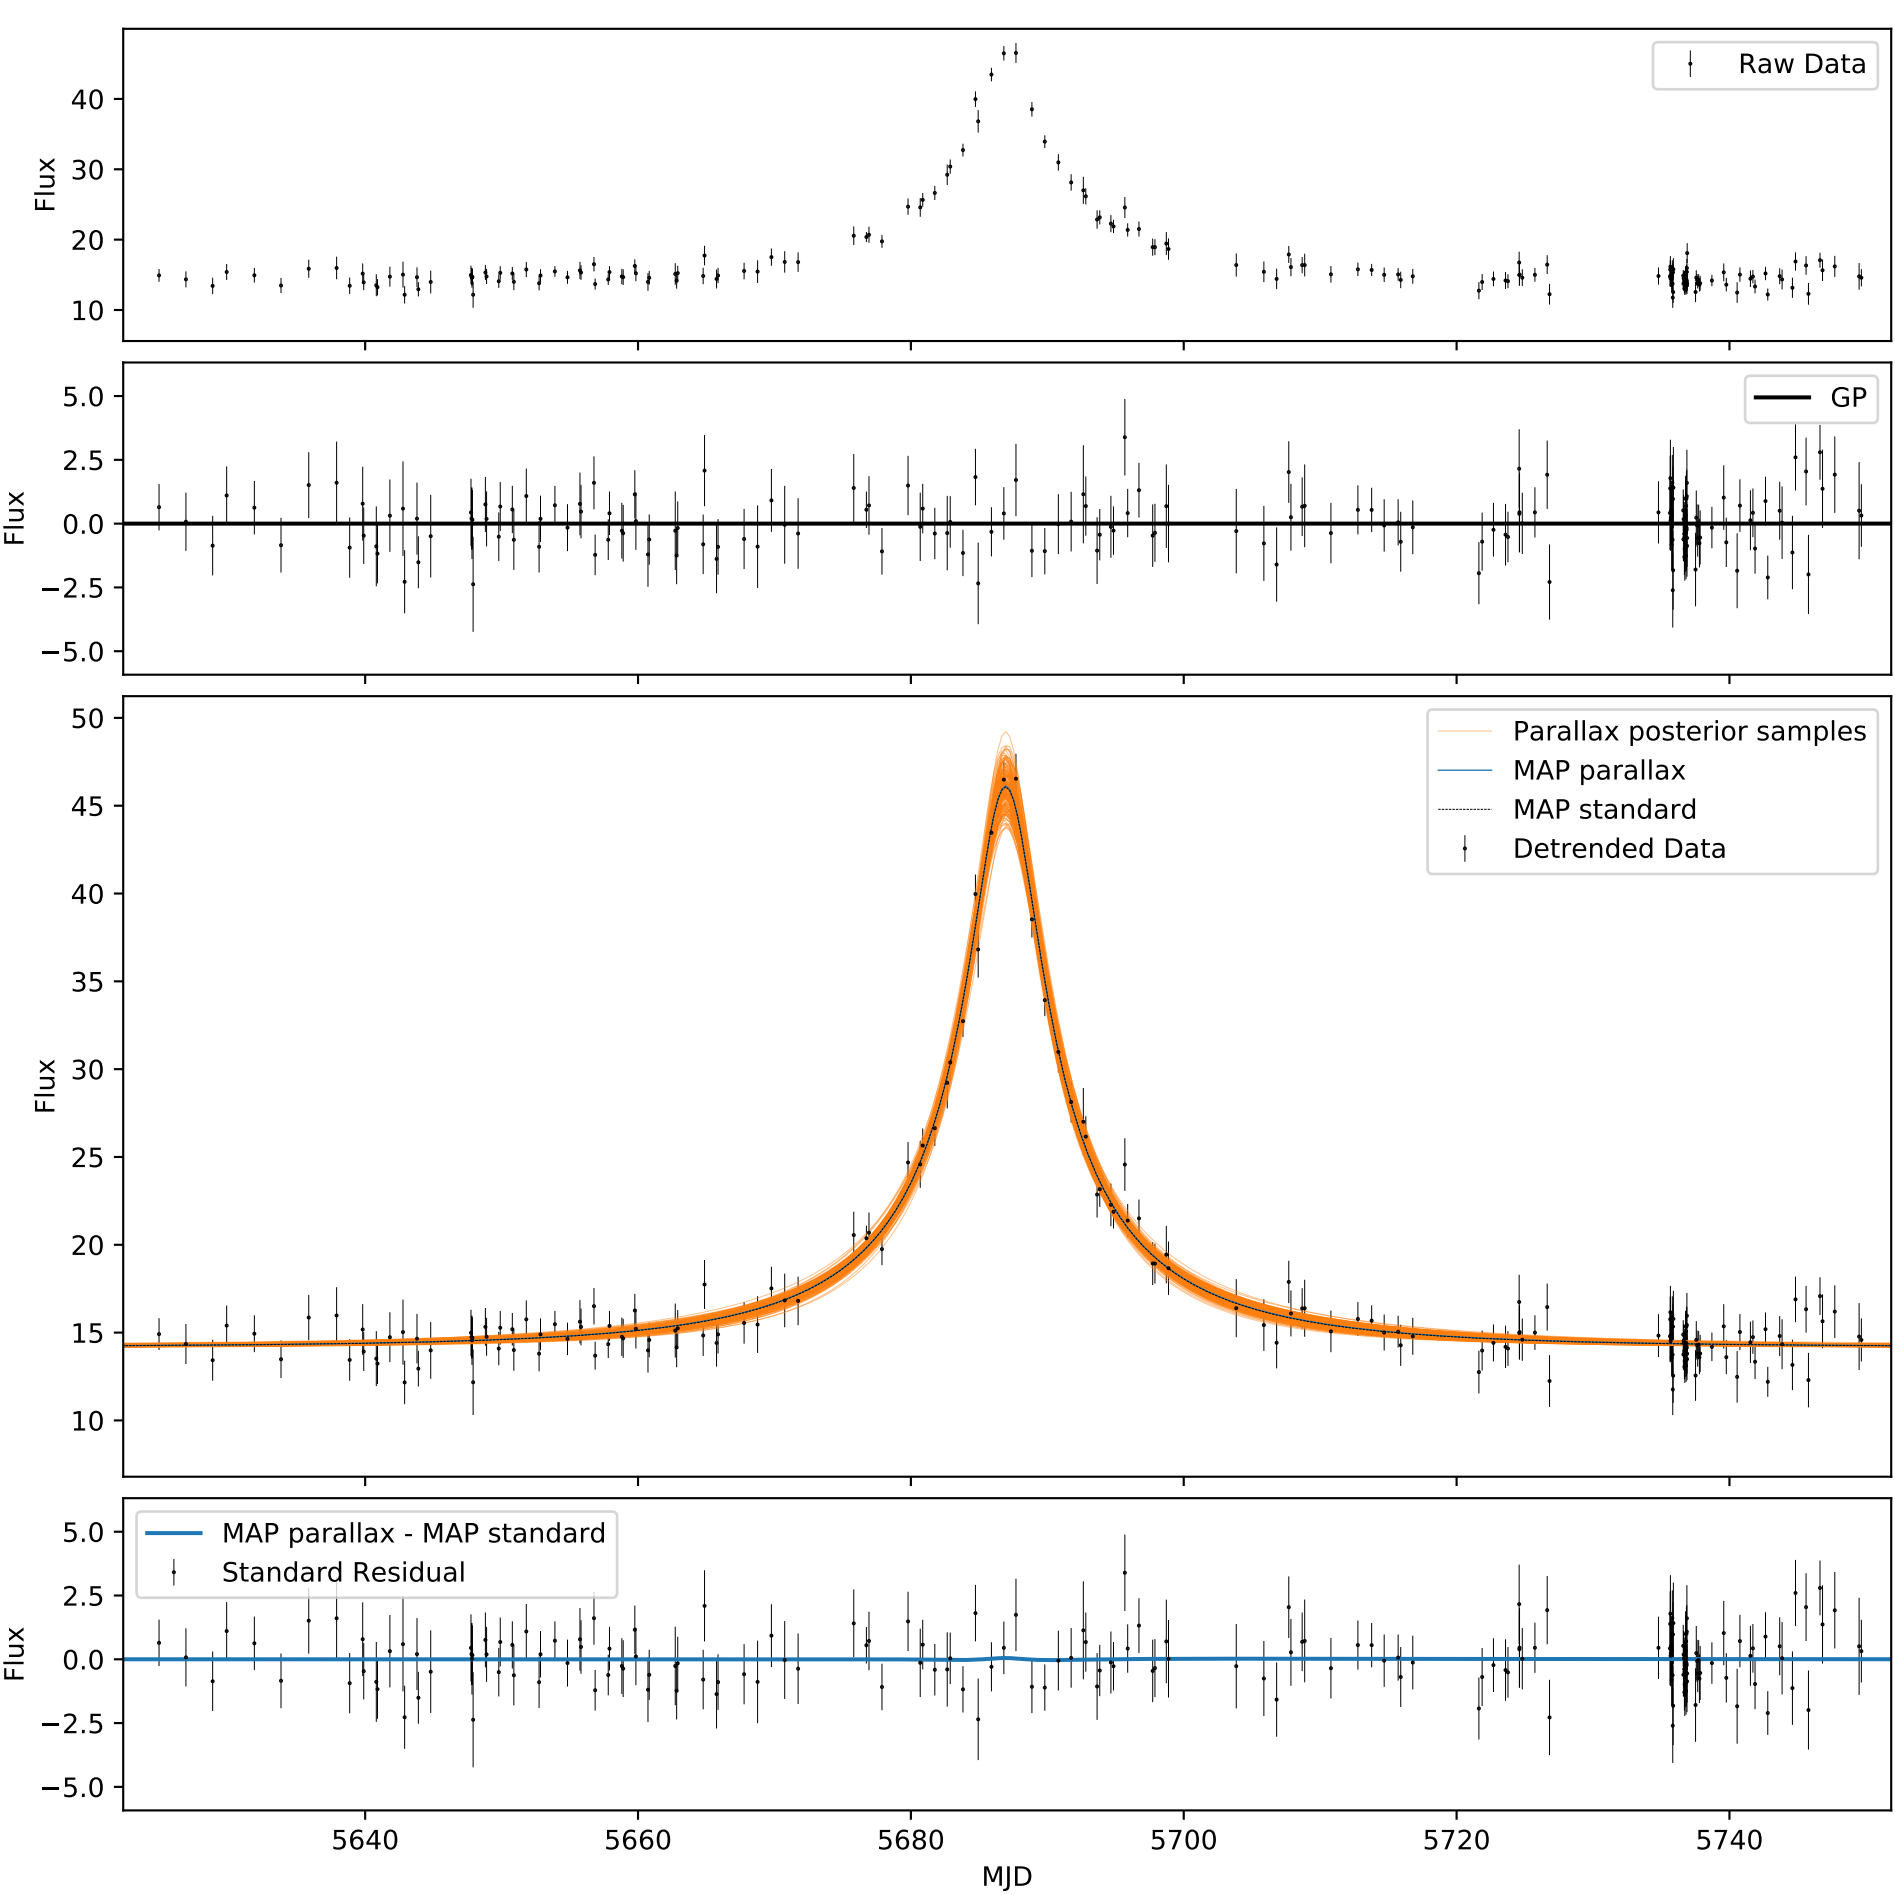 Flux
40
30
20
10
Raw Data
Flux
5.0
2.5
0.0
−2.5
−5.0
GP
Flux
50
45
40
35
30
25
20
15
10
Parallax posterior samples
MAP parallax
MAP standard
Detrended Data
Flux
5.0
2.5
0.0
−2.5
−5.0
MAP parallax - MAP standard
Standard Residual
5640 5660 5680 5700 5720 5740
MJD